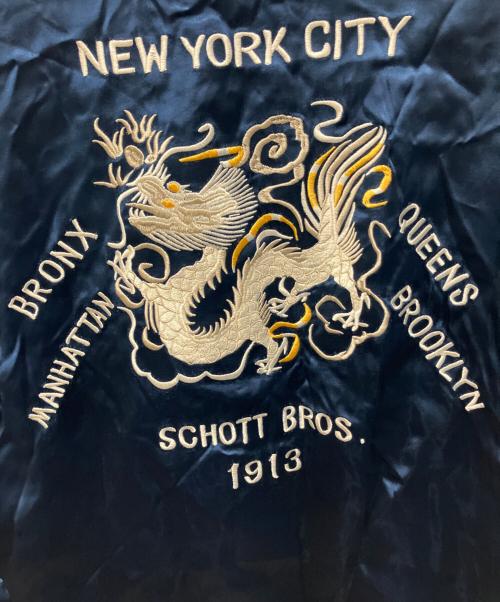 NEW YORK CITY
BRONX
MANHATTAN
QUEENS
BROOKLYN
SCHOTT BROS.
1913